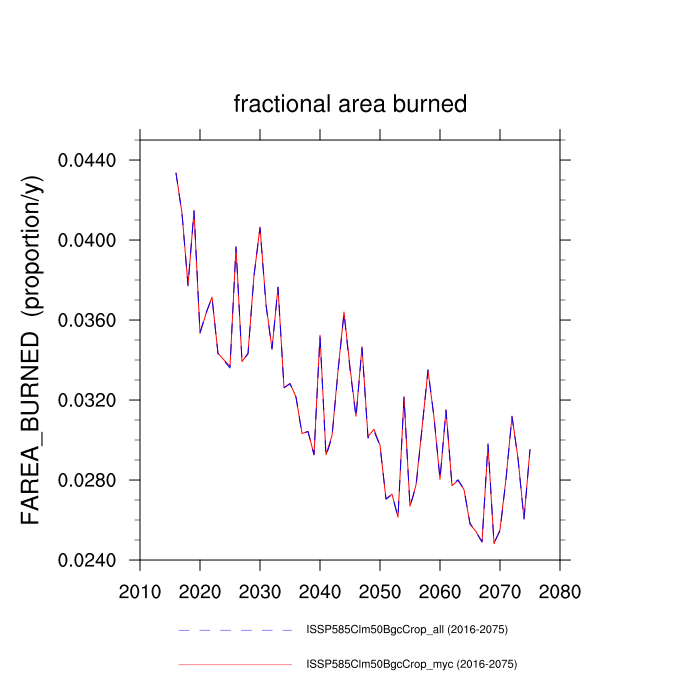 fractional area burned
FAREA_BURNED (proportion/y)
0.0440
0.0400
0.0360
0.0320
0.0280
0.0240
2010 2020 2030 2040 2050 2060 2070 2080
ISSP585Clm50BgcCrop_all (2016-2075)
ISSP585Clm50BgcCrop_myc (2016-2075)